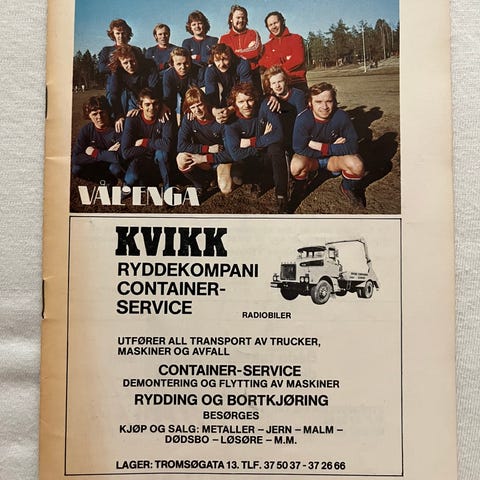 VÅLERENGA
KVIKK
RYDDEKOMPANI
CONTAINER-
SERVICE
RADIOBILER
UTFØRER ALL TRANSPORT AV TRUCKER,
MASKINER OG AVFALL
CONTAINER-SERVICE
DEMONTERING OG FLYTTING AV MASKINER
RYDDING OG BORTKJØRING
BESØRGES
KJØP OG SALG: METALLER – JERN – MALM –
DØDSBO – LØSØRE – M.M.
LAGER: TROMSØGATA 13. TLF. 37 50 37 - 37 26 66